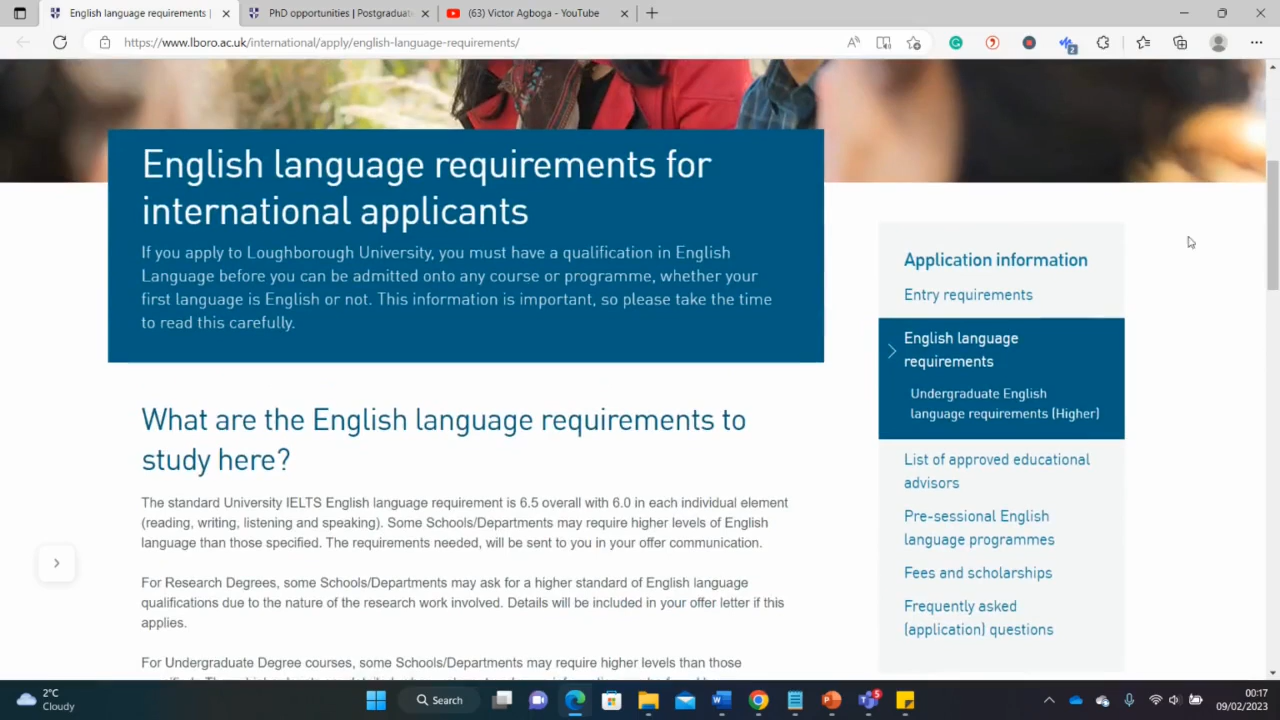 English language requirements |
PhD opportunities | Postgraduat
(63) Victor Agboga - YouTube
https://www.lboro.ac.uk/international/apply/english-language-requirements/
English language requirements for
international applicants
If you apply to Loughborough University, you must have a qualification in English
Language before you can be admitted onto any course or programme, whether your
first language is English or not. This information is important, so please take the time
to read this carefully.
What are the English language requirements to
study here?
The standard University IELTS English language requirement is 6.5 overall with 6.0 in each individual element
(reading, writing, listening and speaking). Some Schools/Departments may require higher levels of English
language than those specified. The requirements needed, will be sent to you in your offer communication.
For Research Degrees, some Schools/Departments may ask for a higher standard of English language
qualifications due to the nature of the research work involved. Details will be included in your offer letter if this
applies.
For Undergraduate Degree courses, some Schools/Departments may require higher levels than those
Application information
Entry requirements
English language
requirements
Undergraduate English
language requirements (Higher)
List of approved educational
advisors
Pre-sessional English
language programmes
Fees and scholarships
Frequently asked
(application) questions
2°C
Cloudy
Search
00:17
09/02/2023